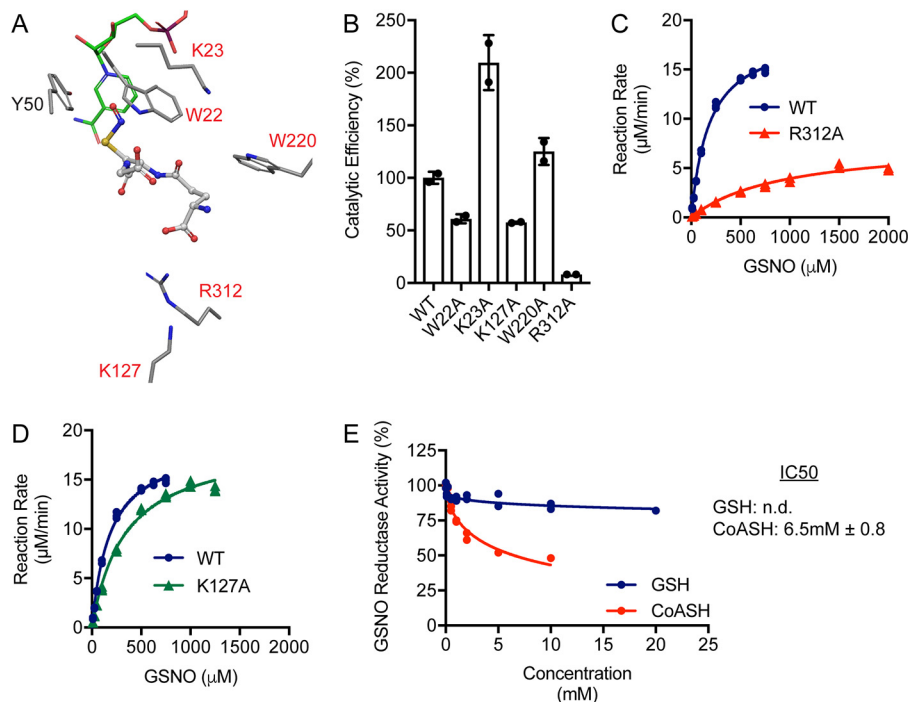 A
K23
Y50
W22
W220
R312
K127
B
Catalytic Efficiency (%)
250
200
150
100
50
0
WT
W22A
K23A
K127A
W220A
R312A
C
Reaction Rate
(μM/min)
20
15
10
5
0
WT
R312A
0
500
1000
1500
2000
GSNO (μM)
D
Reaction Rate
(μM/min)
20
15
10
5
0
WT
K127A
0
500
1000
1500
2000
GSNO (μM)
E
GSNO Reductase Activity (%)
125
100
75
50
25
0
GSH
CoASH
0
5
10
15
20
25
Concentration
(mM)
IC50
GSH: n.d.
CoASH: 6.5mM ± 0.8